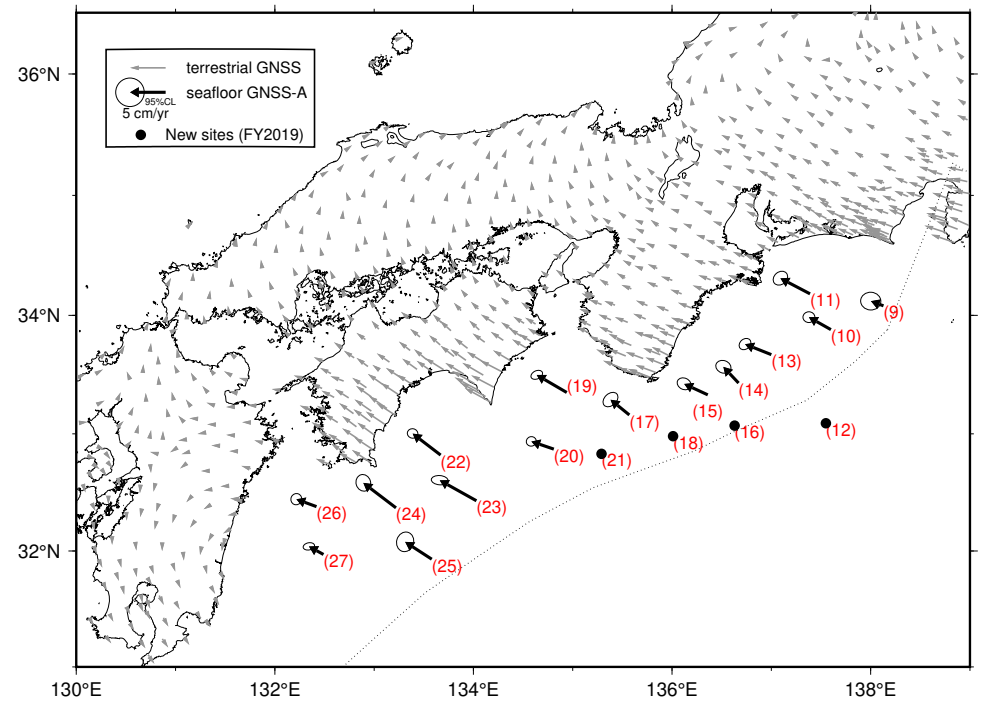 36°N
34°N
32°N
130°E
132°E
134°E
136°E
138°E
terrestrial GNSS
95%CL
seafloor GNSS-A
5 cm/yr
New sites (FY2019)
(11)
(9)
(10)
(13)
(14)
(19)
(15)
(17)
(16)
(12)
(18)
(20)
(21)
(22)
(23)
(24)
(26)
(27)
(25)